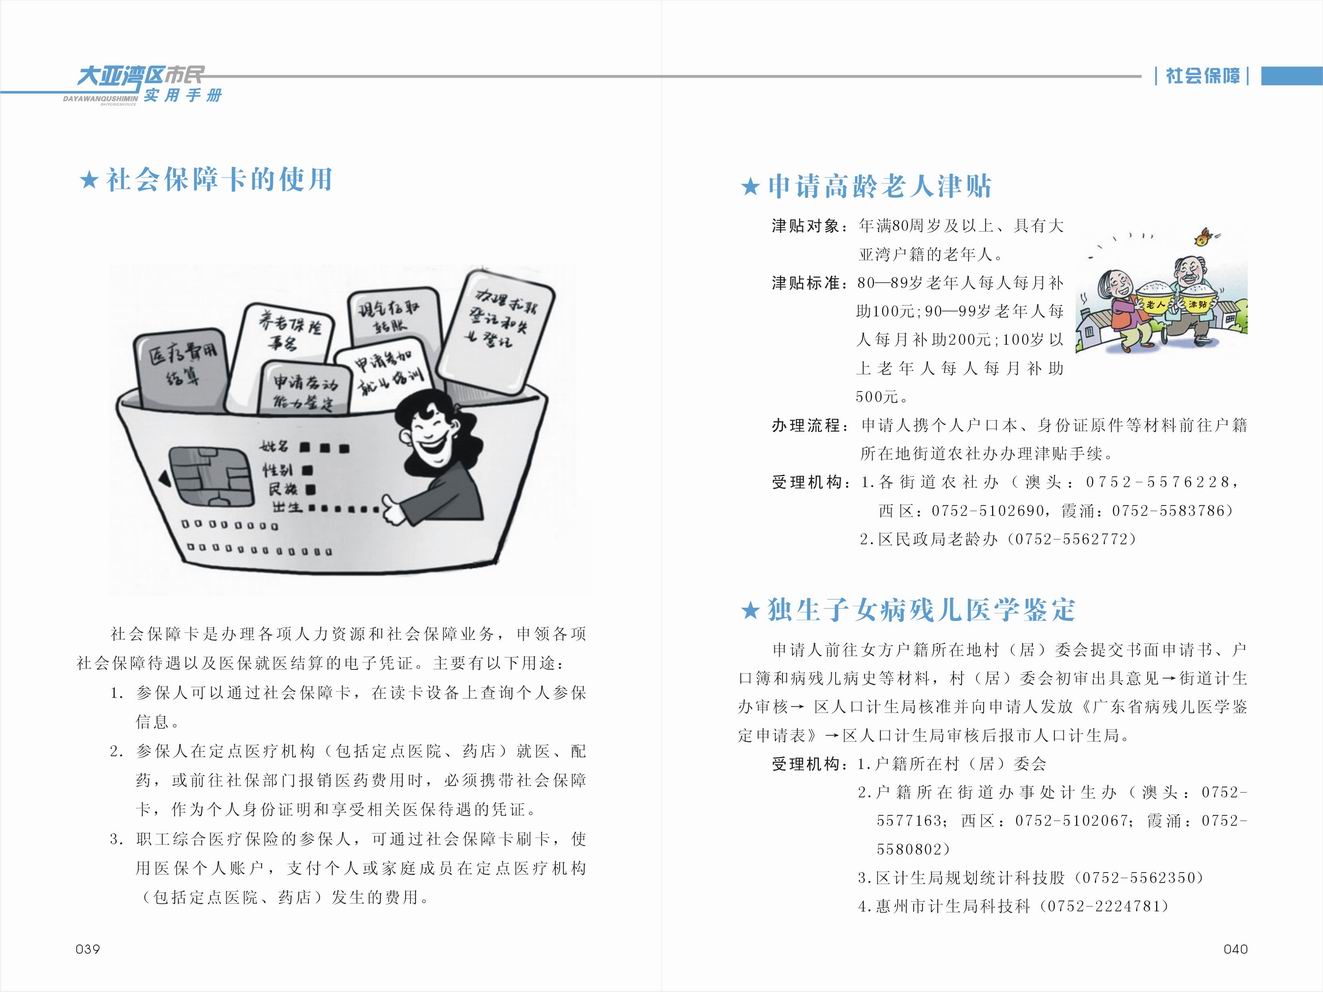 大亚湾区市民
DAYAWANQUSHIMIN
实用手册
★社会保障卡的使用
医疗费用
结算
养老保险
事务
现金存取
转账
办理求职
登记和失
业登记
申请劳动
能力鉴定
申请参加
就业培训
姓名
性别
民族
出生
社会保障卡是办理各项人力资源和社会保障业务，申领各项
社会保障待遇以及医保就医结算的电子凭证。主要有以下用途：
1. 参保人可以通过社会保障卡，在读卡设备上查询个人参保
信息。
2. 参保人在定点医疗机构（包括定点医院、药店）就医、配
药，或前往社保部门报销医药费用时，必须携带社会保障
卡，作为个人身份证明和享受相关医保待遇的凭证。
3. 职工综合医疗保险的参保人，可通过社会保障卡刷卡，使
用医保个人账户，支付个人或家庭成员在定点医疗机构
（包括定点医院、药店）发生的费用。
039
社会保障
★申请高龄老人津贴
津贴对象：年满80周岁及以上、具有大
亚湾户籍的老年人。
津贴标准：80—89岁老年人每人每月补
助100元;90—99岁老年人每
人每月补助200元;100岁以
上老年人每人每月补助
500元。
老人
津贴
办理流程：申请人携个人户口本、身份证原件等材料前往户籍
所在地街道农社办办理津贴手续。
受理机构：1.各街道农社办（澳头：0752-5576228，
西区：0752-5102690，霞涌：0752-5583786）
2.区民政局老龄办（0752-5562772）
★独生子女病残儿医学鉴定
申请人前往女方户籍所在地村（居）委会提交书面申请书、户
口簿和病残儿病史等材料，村（居）委会初审出具意见→街道计生
办审核→ 区人口计生局核准并向申请人发放《广东省病残儿医学鉴
定申请表》→区人口计生局审核后报市人口计生局。
受理机构：1.户籍所在村（居）委会
2.户籍所在街道办事处计生办（澳头：0752-
5577163；西区：0752-5102067；霞涌：0752-
5580802）
3.区计生局规划统计科技股（0752-5562350）
4.惠州市计生局科技科（0752-2224781）
040